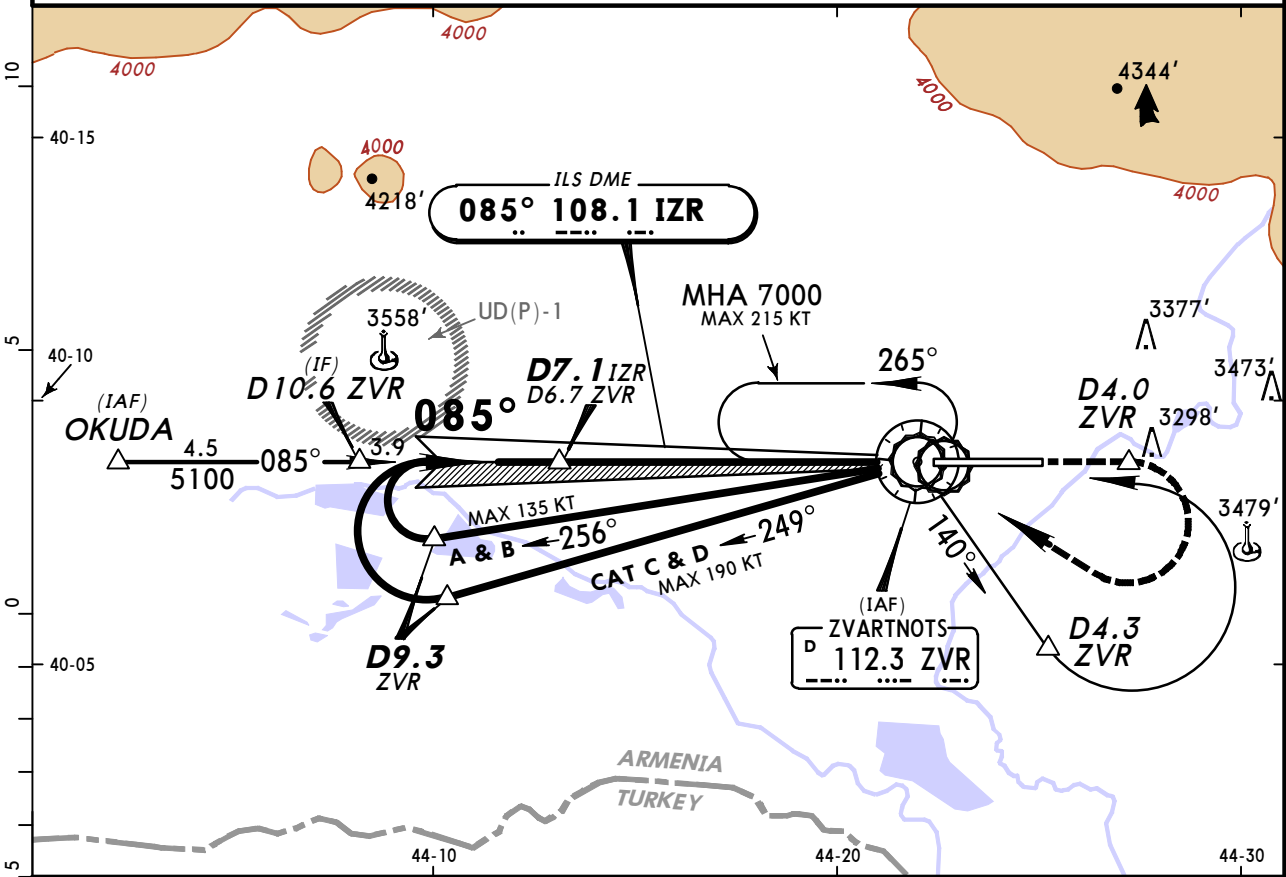 4000
4000
10
4344'
4000
40-15
4000
4218'
4000
ILS DME
085° 108.1 IZR
MHA 7000
MAX 215 KT
3377'
3558'
UD(P)-1
5
40-10
265°
3473'
(IF)
D10.6 ZVR
D7.1 IZR
D6.7 ZVR
D4.0
ZVR
3298'
(IAF)
OKUDA
085°
4.5
085°
3.9
5100
MAX 135 KT
A & B
256°
249°
CAT C & D
MAX 190 KT
140°
3479'
(IAF)
ZVARTNOTS
D 112.3 ZVR
D4.3
ZVR
0
D9.3
ZVR
40-05
ARMENIA
TURKEY
5
44-10
44-20
44-30